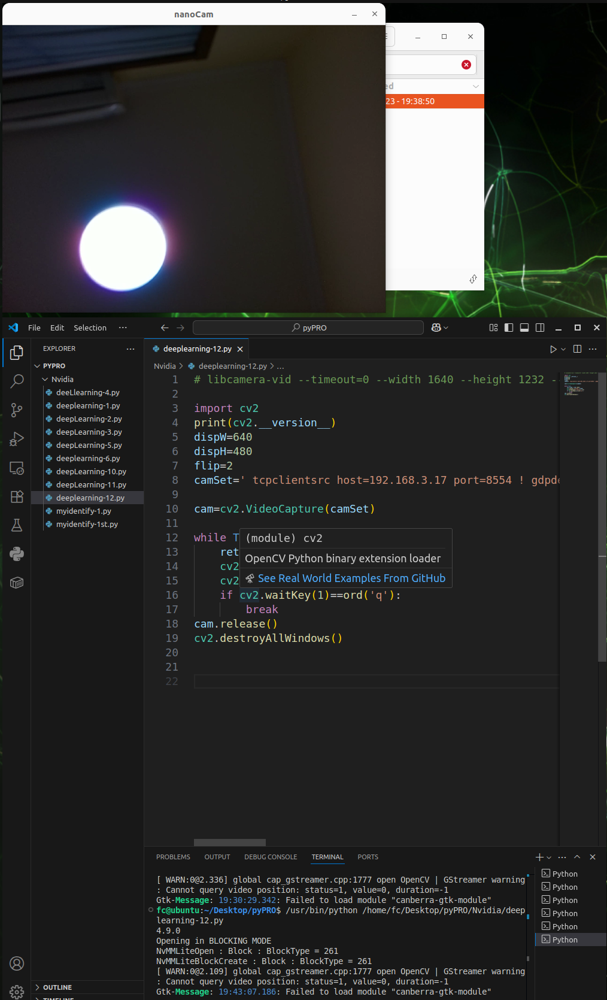 nanoCam
ed
23 - 19:38:50
File Edit Selection ···
pyPRO
EXPLORER ···
PYPRO
Nvidia
deeLlearning-4.py
deeplearning-1.py
deepLearning-2.py
deepLearning-3.py
deepLearning-5.py
deeplearning-6.py
deepLearning-10.py
deepLearning-11.py
deeplearning-12.py
myidentify-1.py
myidentify-1st.py
OUTLINE
TIMELINE
deeplearning-12.py
Nvidia > deeplearning-12.py > ...
1 # libcamera-vid --timeout=0 --width 1640 --height 1232 -
2
3 import cv2
4 print(cv2.__version__)
5 dispW=640
6 dispH=480
7 flip=2
8 camSet=' tcpclientsrc host=192.168.3.17 port=8554 ! gdpde
9
10 cam=cv2.VideoCapture(camSet)
11
12 while T
13 ret
14 cv2
15 cv2
(module) cv2
OpenCV Python binary extension loader
See Real World Examples From GitHub
16 if cv2.waitKey(1)==ord('q'):
17 break
18 cam.release()
19 cv2.destroyAllWindows()
20
21
22
PROBLEMS OUTPUT DEBUG CONSOLE TERMINAL PORTS
[ WARN:0@2.336] global cap_gstreamer.cpp:1777 open OpenCV | GStreamer warning
: Cannot query video position: status=1, value=0, duration=-1
Gtk-Message: 19:30:29.342: Failed to load module "canberra-gtk-module"
fc@ubuntu:~/Desktop/pyPRO$ /usr/bin/python /home/fc/Desktop/pyPRO/Nvidia/deep
learning-12.py
4.9.0
Opening in BLOCKING MODE
NvMMLiteOpen : Block : BlockType = 261
NvMMLiteBlockCreate : Block : BlockType = 261
[ WARN:0@2.109] global cap_gstreamer.cpp:1777 open OpenCV | GStreamer warning
: Cannot query video position: status=1, value=0, duration=-1
Gtk-Message: 19:43:07.186: Failed to load module "canberra-gtk-module"
Python
Python
Python
Python
Python
Python